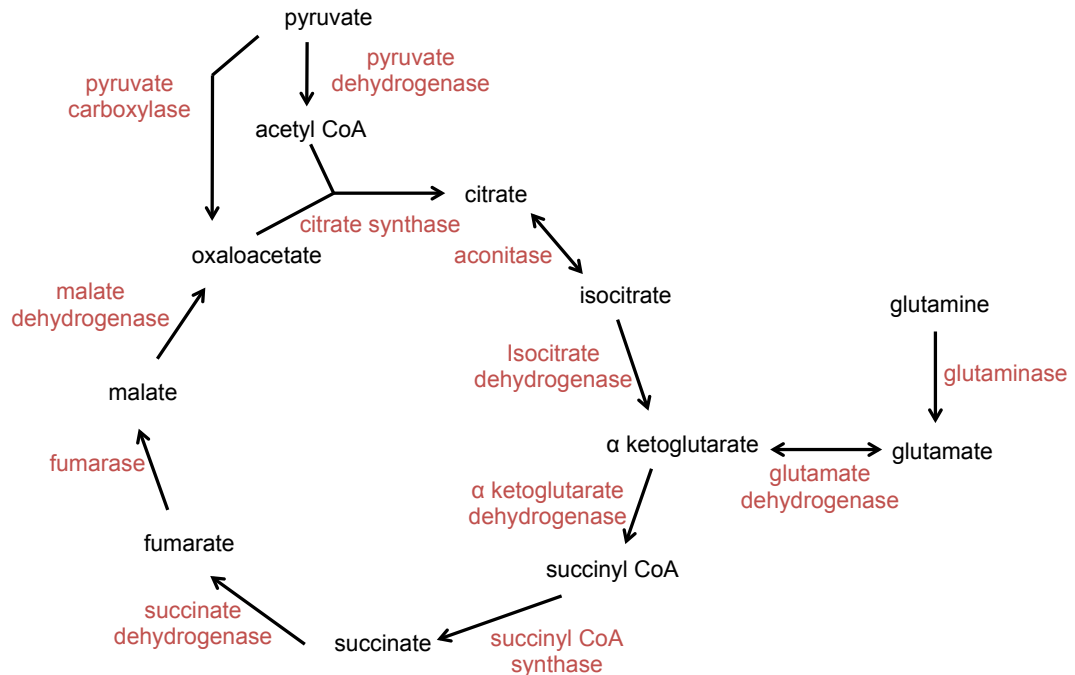 pyruvate
pyruvate
dehydrogenase
pyruvate
carboxylase
acetyl CoA
citrate
citrate synthase
oxaloacetate
aconitase
malate
dehydrogenase
isocitrate
glutamine
Isocitrate
dehydrogenase
glutaminase
malate
α ketoglutarate
glutamate
fumarase
glutamate
dehydrogenase
α ketoglutarate
dehydrogenase
fumarate
succinyl CoA
succinate
dehydrogenase
succinate
succinyl CoA
synthase